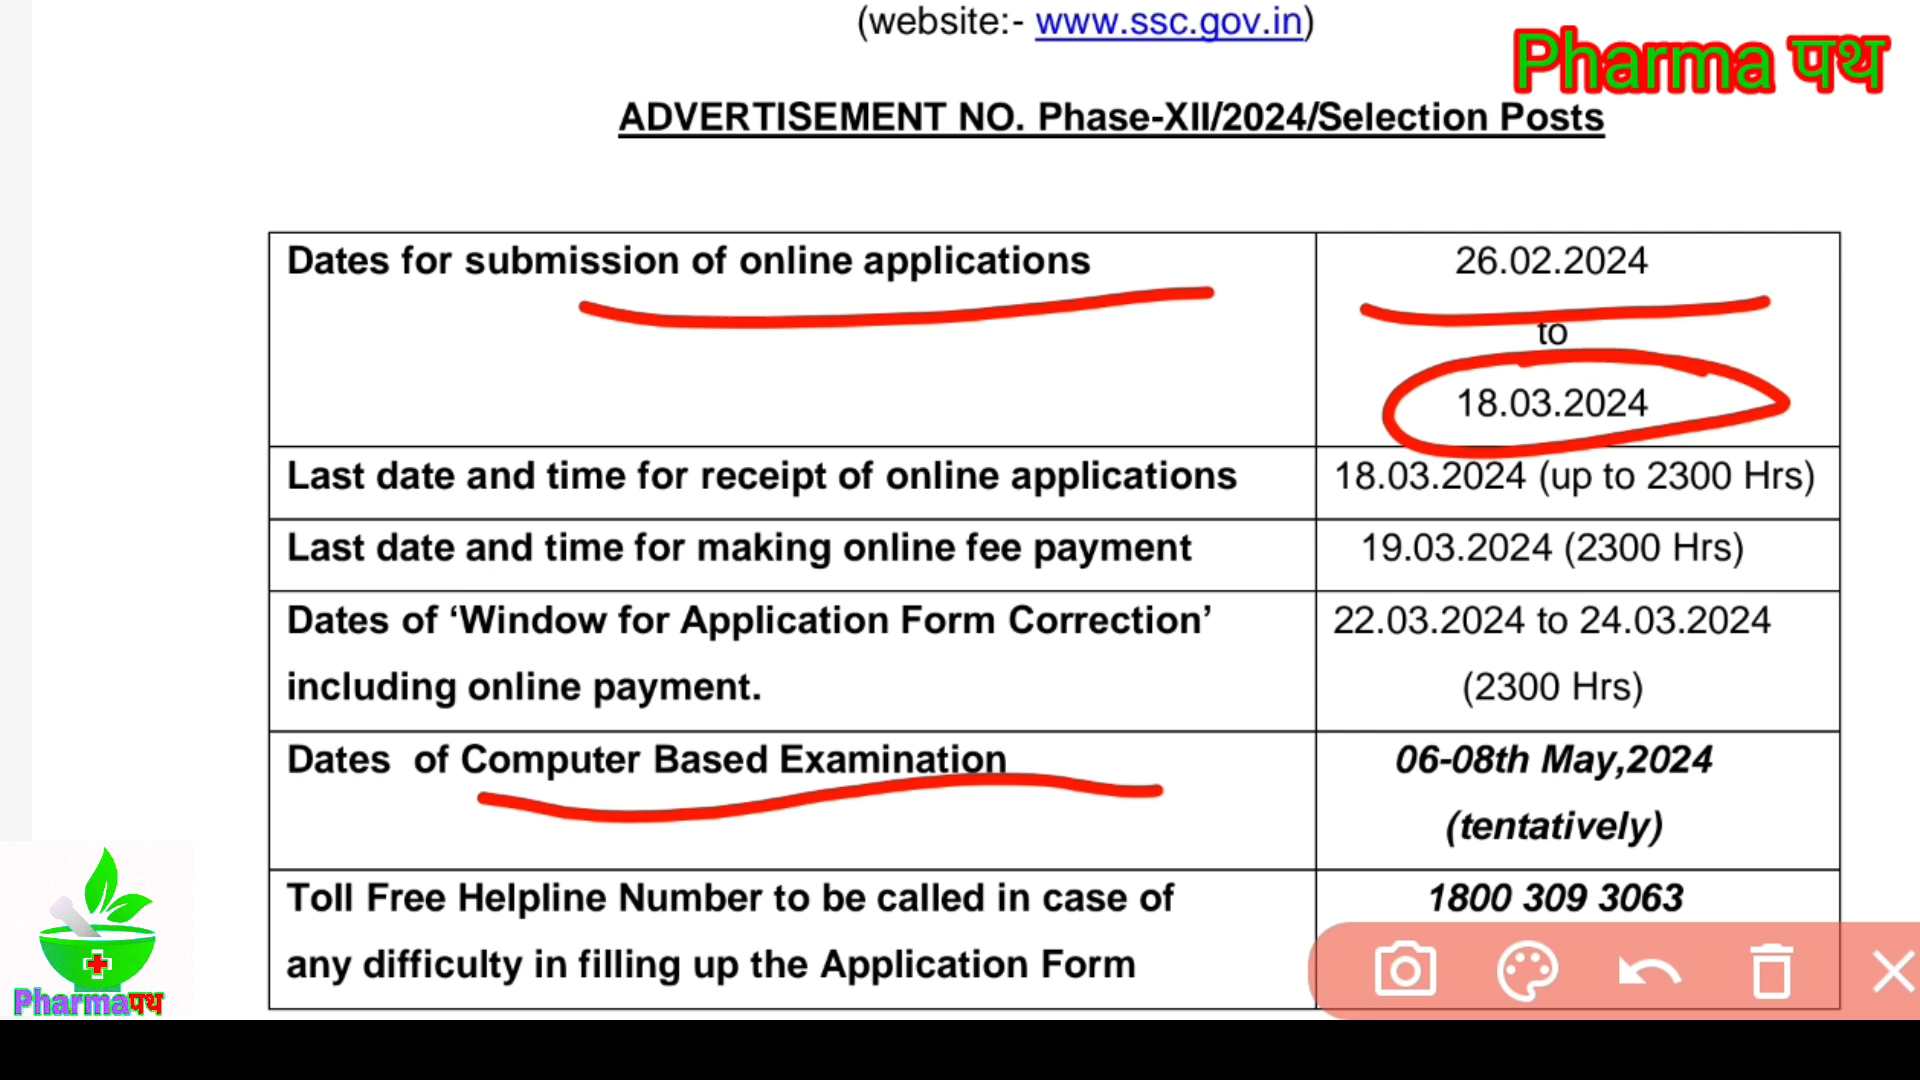 (website:- www.ssc.gov.in)
Pharma पथ
ADVERTISEMENT NO. Phase-XII/2024/Selection Posts
Dates for submission of online applications
26.02.2024
to
18.03.2024
Last date and time for receipt of online applications
18.03.2024 (up to 2300 Hrs)
Last date and time for making online fee payment
19.03.2024 (2300 Hrs)
Dates of ‘Window for Application Form Correction’
including online payment.
22.03.2024 to 24.03.2024
(2300 Hrs)
Dates  of Computer Based Examination
06-08th May,2024
(tentatively)
Toll Free Helpline Number to be called in case of
any difficulty in filling up the Application Form
1800 309 3063
Pharmaपथ